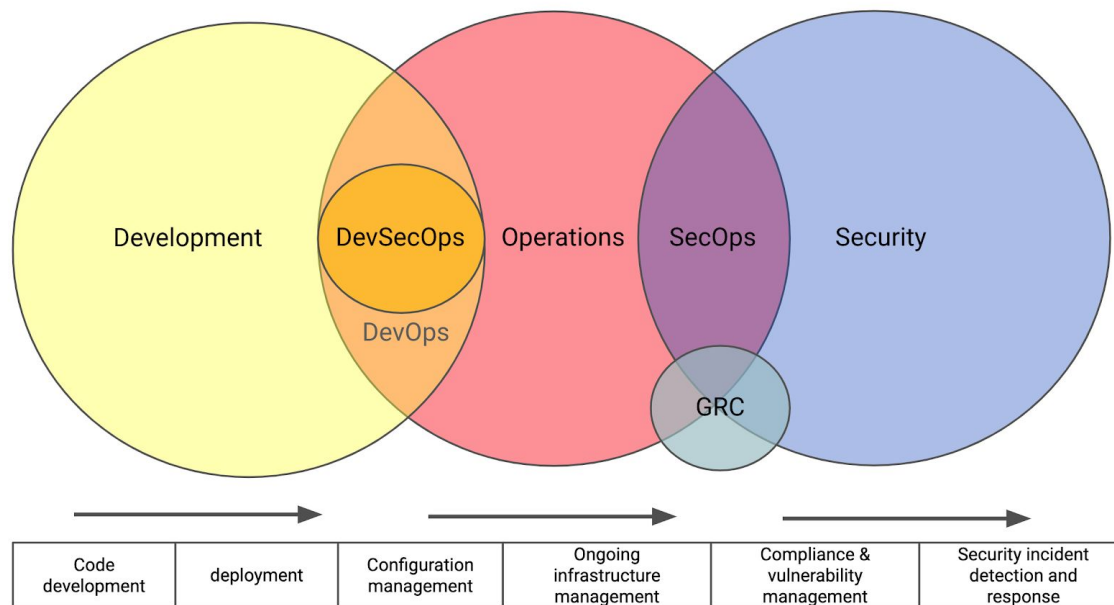 Development
DevSecOps
Operations
SecOps
Security
DevOps
GRC
Code
development
deployment
Configuration
management
Ongoing
infrastructure
management
Compliance &
vulnerability
management
Security incident
detection and
response